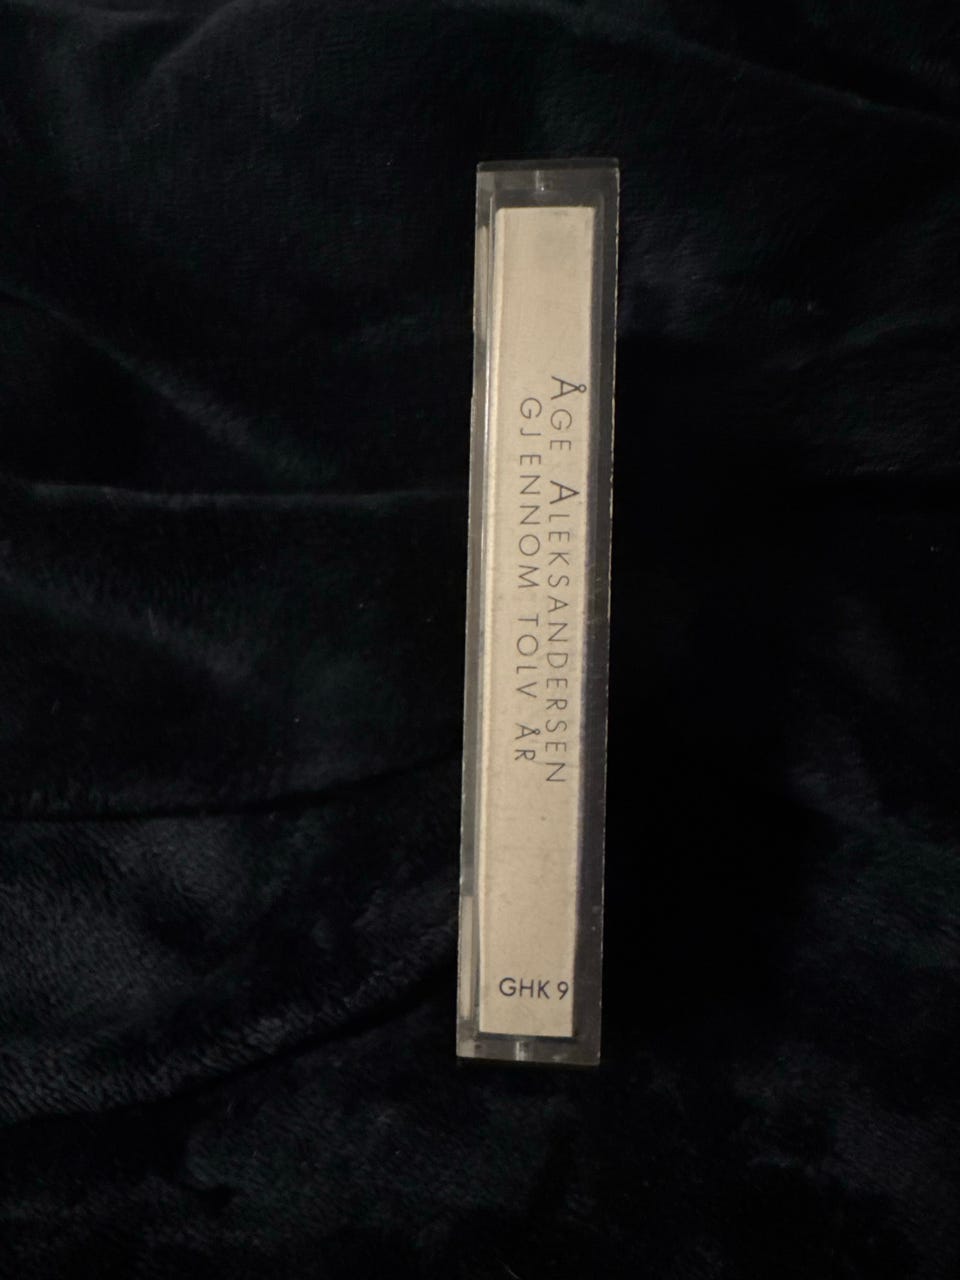 ÅGE ALEKSANDERSEN
GJENNOM TOLV ÅR
GHK 9